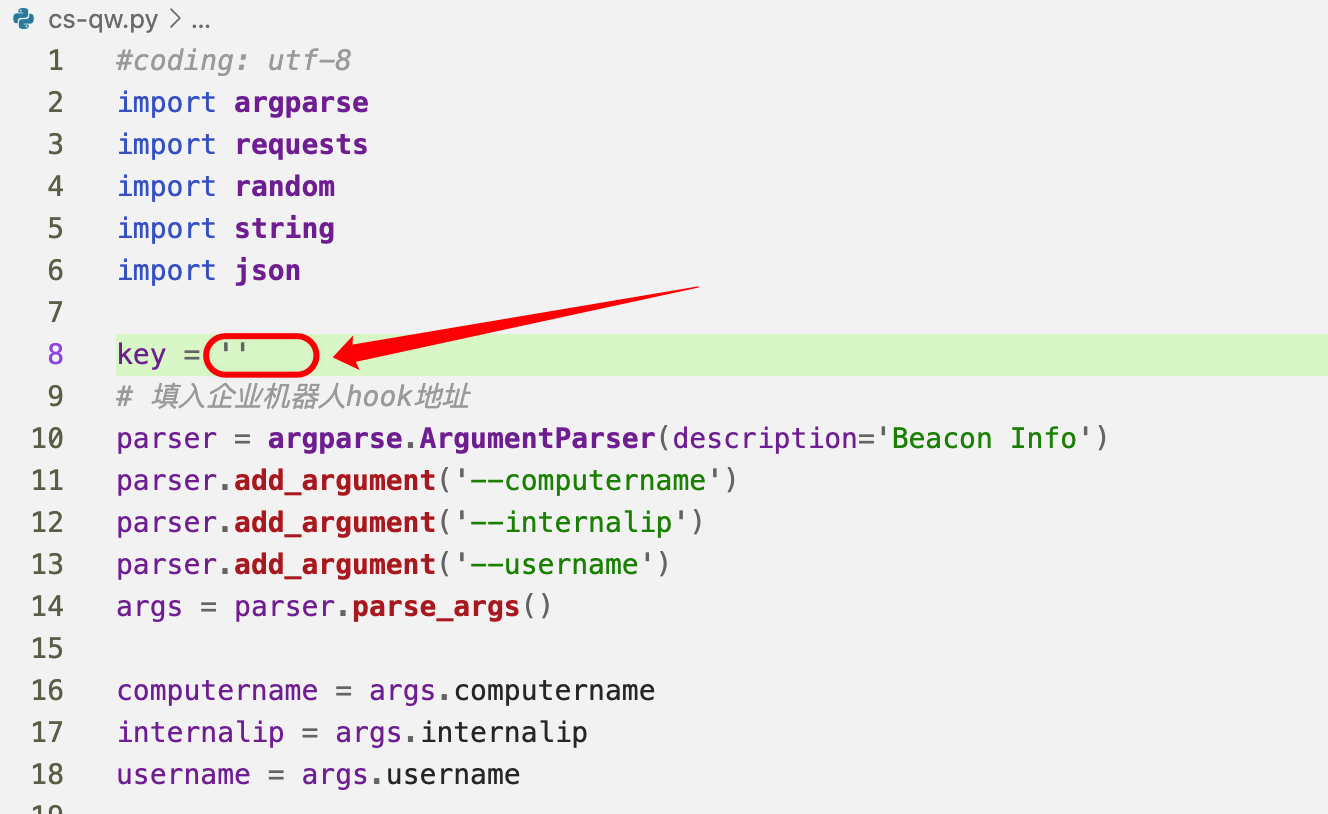 cs-qw.py > ...
1 #coding: utf-8
2 import argparse
3 import requests
4 import random
5 import string
6 import json
7
8 key = ''
9 # 填入企业机器人hook地址
10 parser = argparse.ArgumentParser(description='Beacon Info')
11 parser.add_argument('--computername')
12 parser.add_argument('--internalip')
13 parser.add_argument('--username')
14 args = parser.parse_args()
15
16 computername = args.computername
17 internalip = args.internalip
18 username = args.username
19